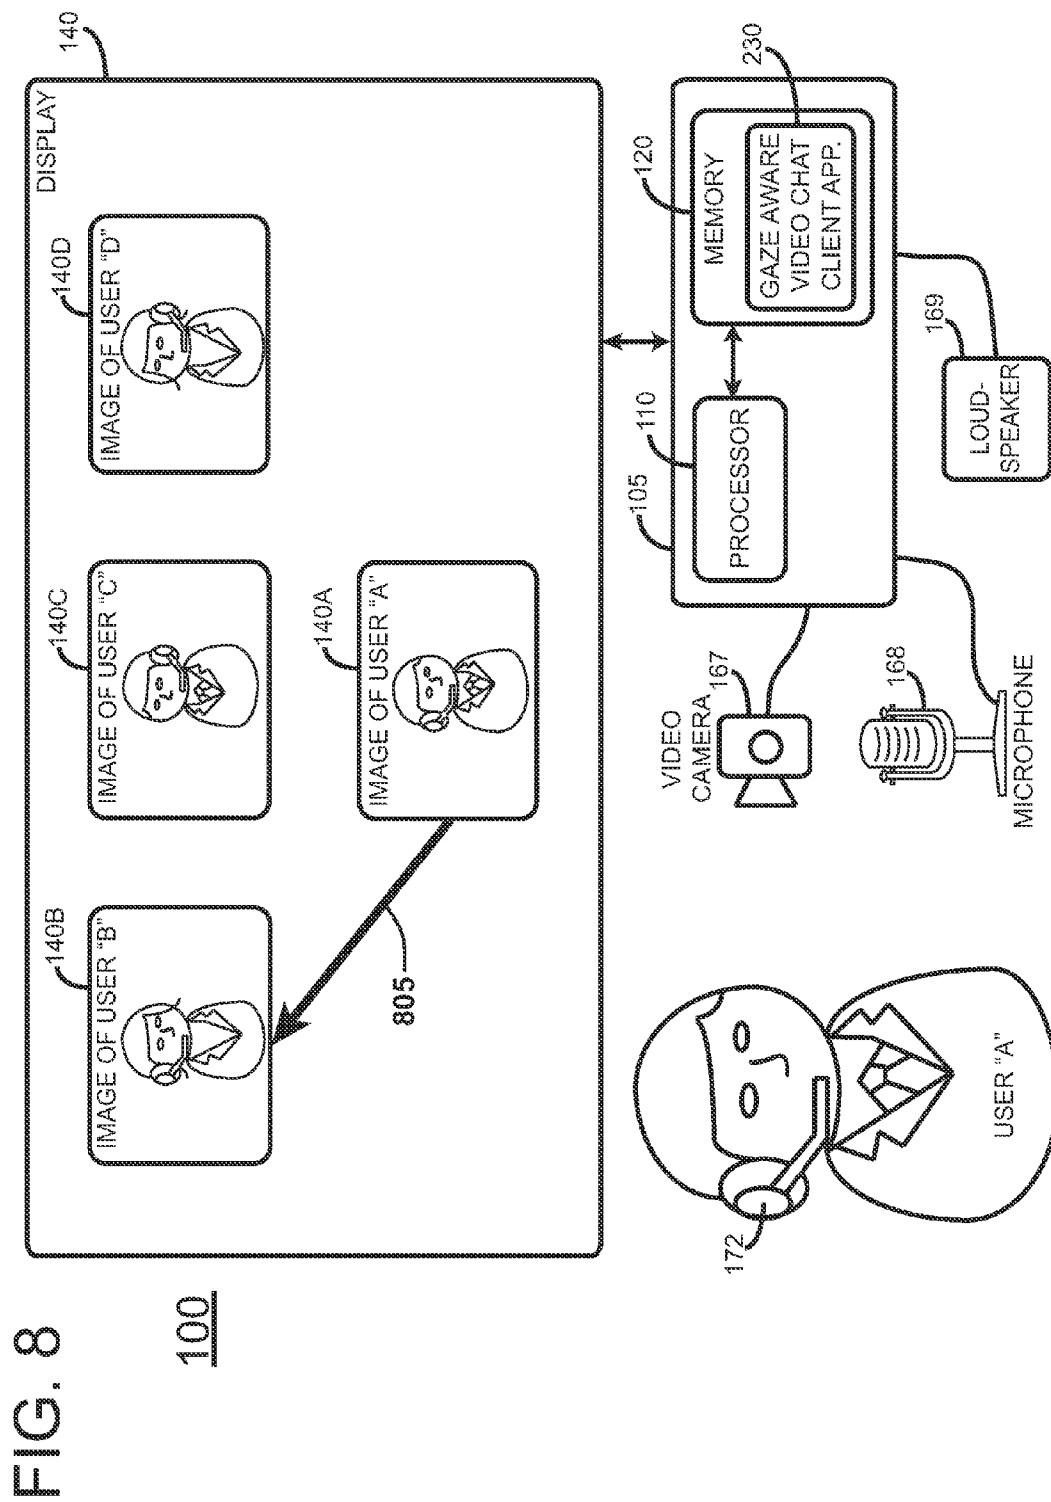 FIG. 8
100
140
DISPLAY
140B
IMAGE OF USER "B"
140C
IMAGE OF USER "C"
140D
IMAGE OF USER "D"
140A
IMAGE OF USER "A"
805
172
USER "A"
VIDEO
CAMERA
167
168
MICROPHONE
105
110
PROCESSOR
120
MEMORY
230
GAZE AWARE
VIDEO CHAT
CLIENT APP.
169
LOUD-
SPEAKER